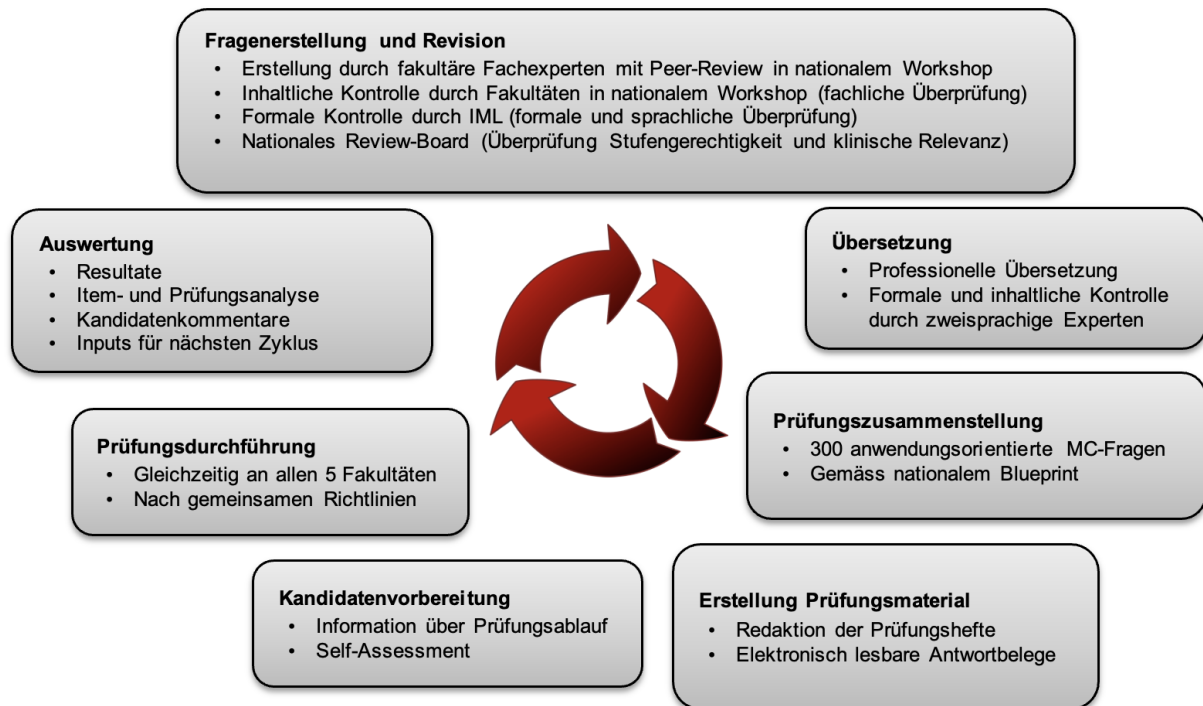 Fragenerstellung und Revision
• Erstellung durch fakultäre Fachexperten mit Peer-Review in nationalem Workshop
• Inhaltliche Kontrolle durch Fakultäten in nationalem Workshop (fachliche Überprüfung)
• Formale Kontrolle durch IML (formale und sprachliche Überprüfung)
• Nationales Review-Board (Überprüfung Stufengerechtigkeit und klinische Relevanz)
Übersetzung
• Professionelle Übersetzung
• Formale und inhaltliche Kontrolle
durch zweisprachige Experten
Prüfungszusammenstellung
• 300 anwendungsorientierte MC-Fragen
• Gemäss nationalem Blueprint
Erstellung Prüfungsmaterial
• Redaktion der Prüfungshefte
• Elektronisch lesbare Antwortbelege
Kandidatenvorbereitung
• Information über Prüfungsablauf
• Self-Assessment
Prüfungsdurchführung
• Gleichzeitig an allen 5 Fakultäten
• Nach gemeinsamen Richtlinien
Auswertung
• Resultate
• Item- und Prüfungsanalyse
• Kandidatenkommentare
• Inputs für nächsten Zyklus